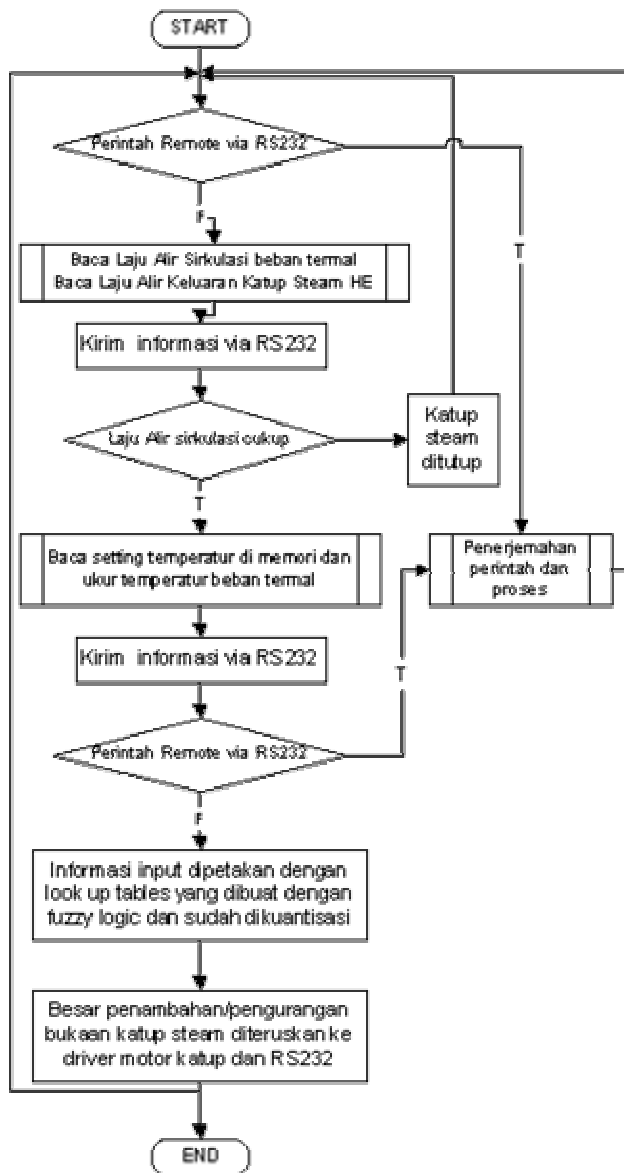 START
Perintah Remote via RS232
F
T
Baca Laju Alir Sirkulasi beban termal
Baca Laju Alir Keluaran Katup Steam HE
Kirim informasi via RS232
Laju Alir sirkulasi cukup
Katup
steam
ditutup
T
Baca setting temperatur di memori dan
ukur temperatur beban termal
Penerjemahan
perintah dan
proses
Kirim informasi via RS232
T
Perintah Remote via RS232
F
Informasi input dipetakan dengan
look up tables yang dibuat dengan
fuzzy logic dan sudah dikuantisasi
Besar penambahan/pengurangan
bukaan katup steam diteruskan ke
driver motor katup dan RS232
END